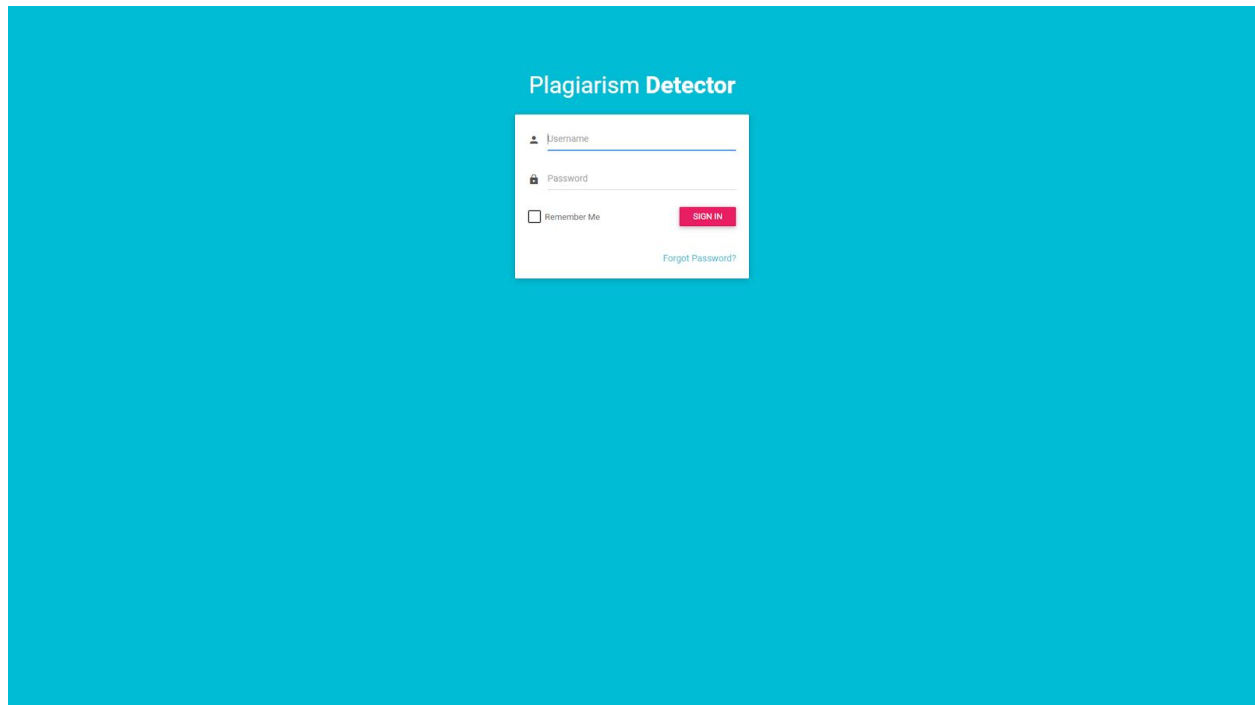 Plagiarism Detector
Username
Password
Remember Me SIGN IN
Forgot Password?